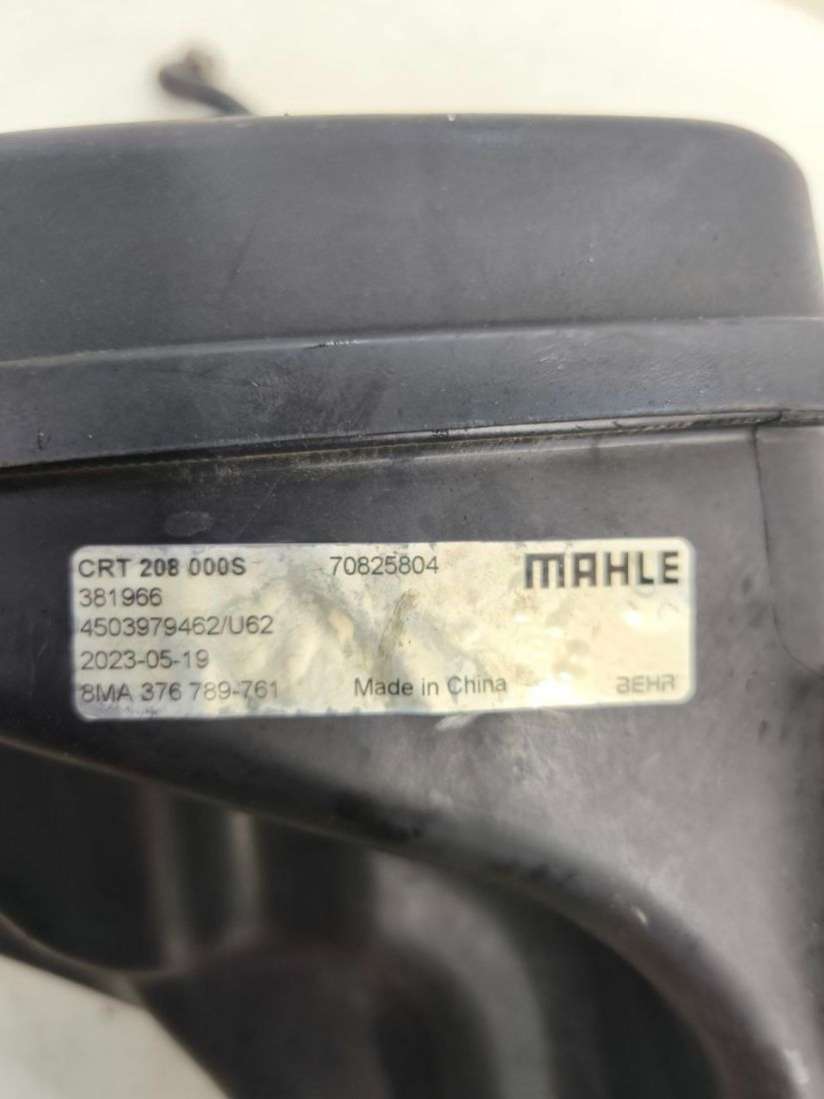 CRT 208 000S 70825804 MAHLE
381966
4503979462/U62
2023-05-19
8MA 376 789-761 Made in China BEHR